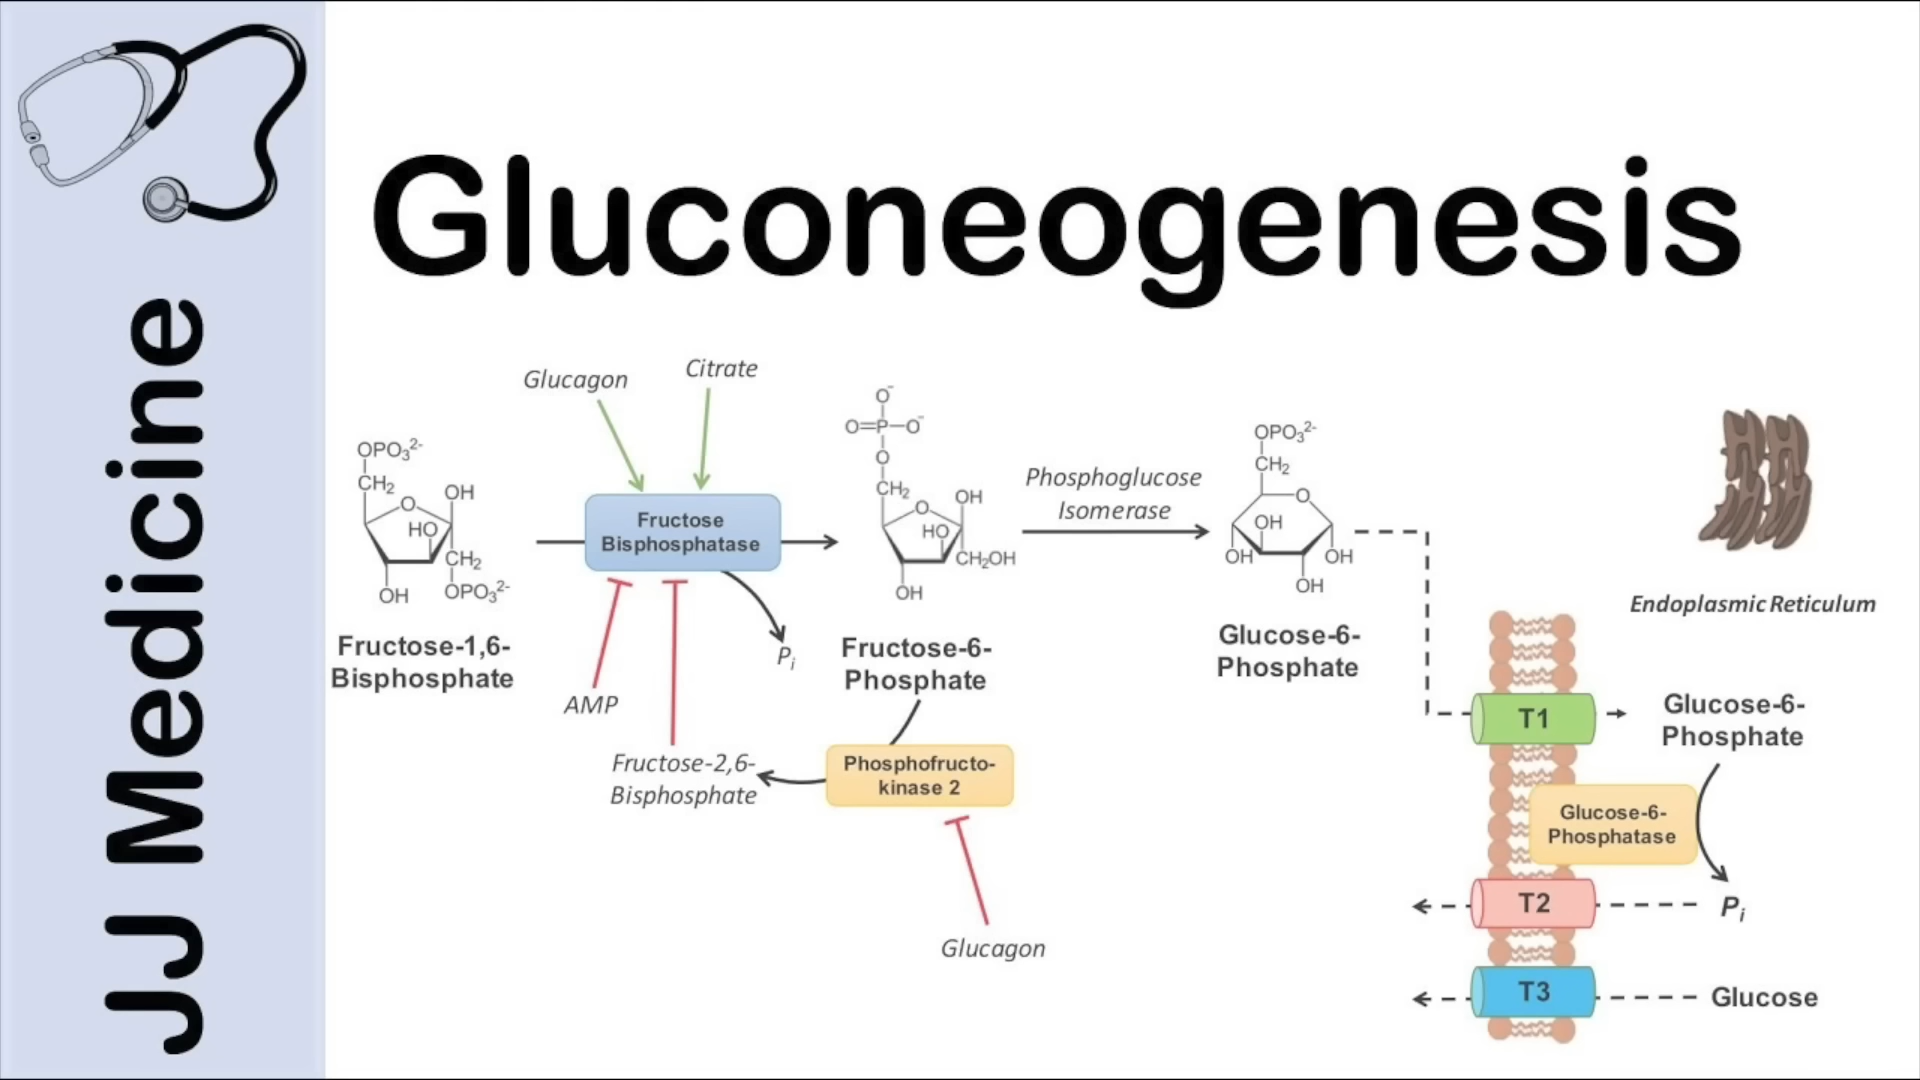 JJ Medicine
Gluconeogenesis
Glucagon
Citrate
OPO₃²⁻
CH₂
O
OH
HO
CH₂
OH
OPO₃²⁻
Fructose-1,6-
Bisphosphate
Fructose
Bisphosphatase
AMP
Pᵢ
Fructose-2,6-
Bisphosphate
O⁻
O=P–O⁻
O
CH₂
O
OH
HO
CH₂OH
OH
Fructose-6-
Phosphate
Phosphofructo-
kinase 2
Glucagon
Phosphoglucose
Isomerase
OPO₃²⁻
CH₂
O
OH
OH
OH
OH
Glucose-6-
Phosphate
Endoplasmic Reticulum
T1
Glucose-6-
Phosphate
Glucose-6-
Phosphatase
T2
Pᵢ
T3
Glucose